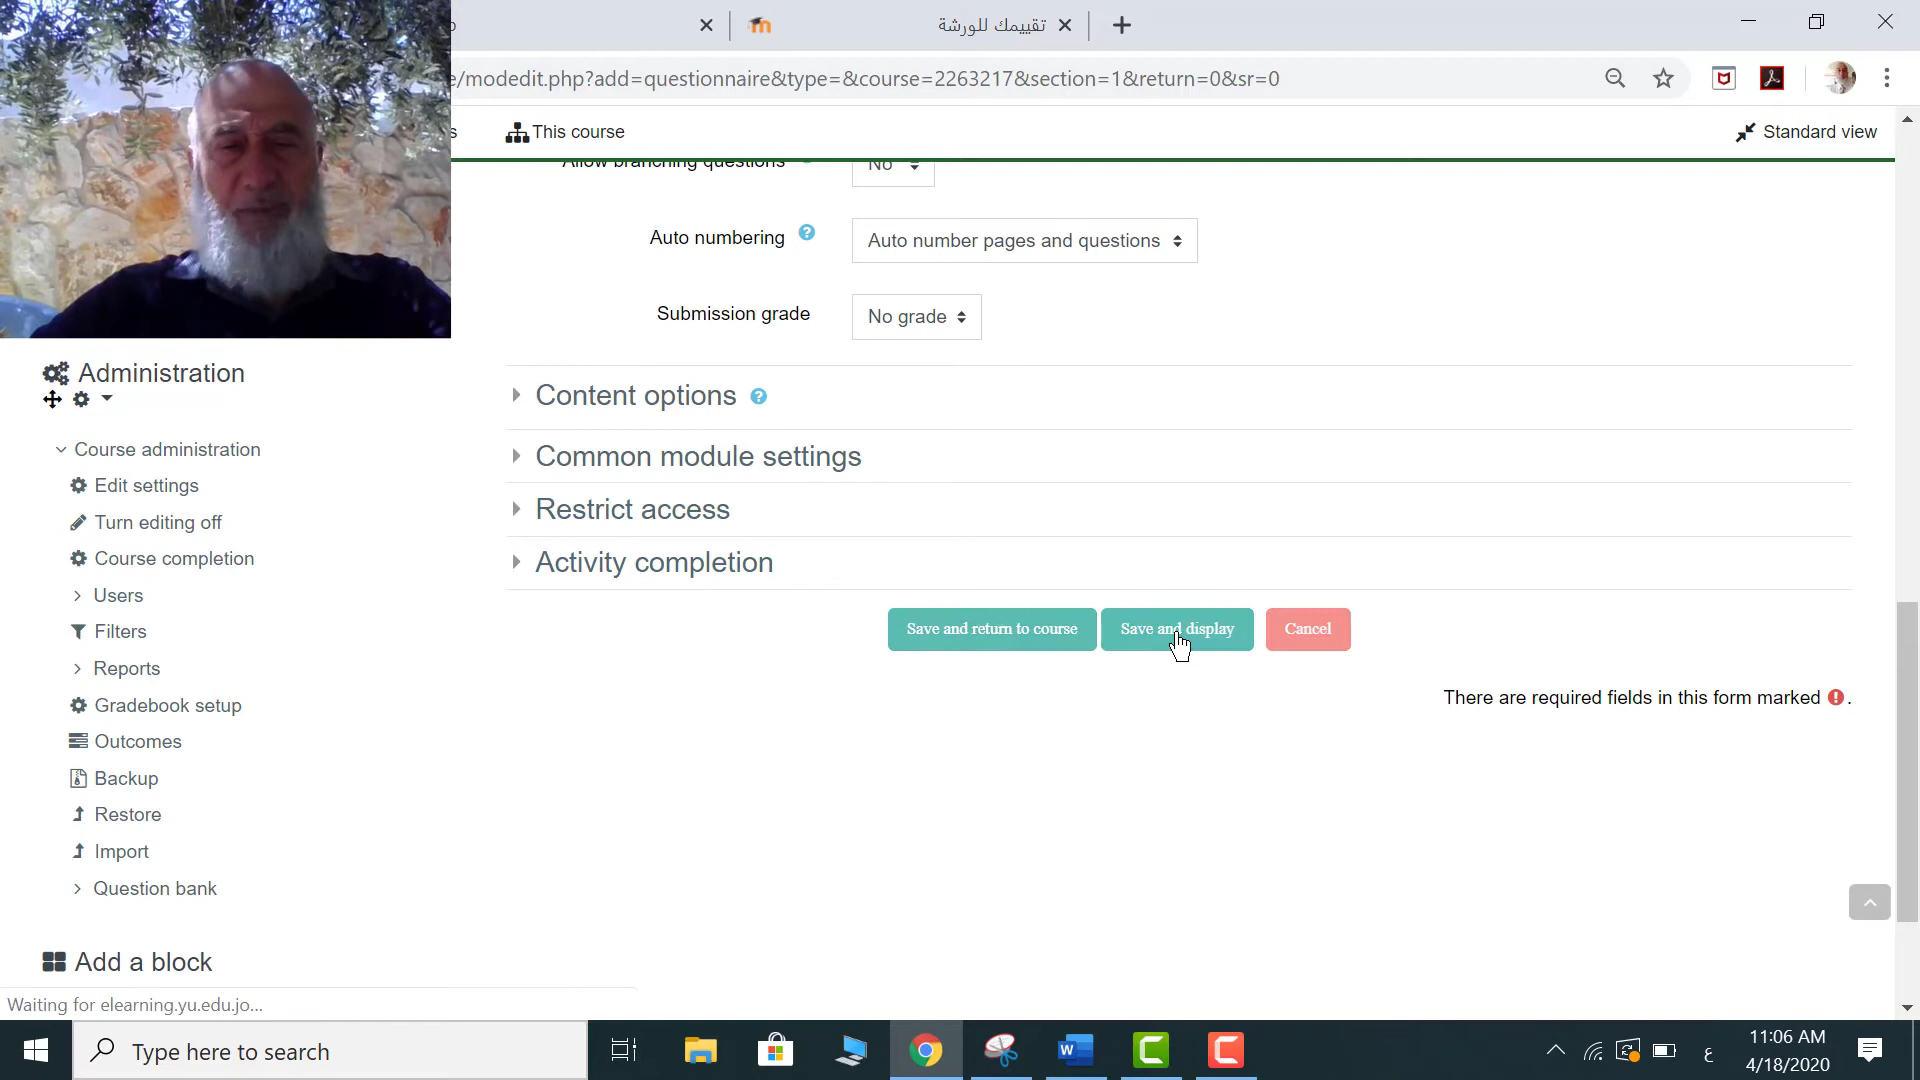 تقييمك للورشة
e/modedit.php?add=questionnaire&type=&course=2263217&section=1&return=0&sr=0
This course
Standard view
Allow branching questions
No
Auto numbering
Auto number pages and questions
Submission grade
No grade
Administration
Content options
Common module settings
Course administration
Edit settings
Restrict access
Turn editing off
Course completion
Activity completion
Users
Filters
Save and return to course
Save and display
Cancel
Reports
There are required fields in this form marked .
Gradebook setup
Outcomes
Backup
Restore
Import
Question bank
Add a block
Waiting for elearning.yu.edu.jo...
Type here to search
ع
11:06 AM
4/18/2020